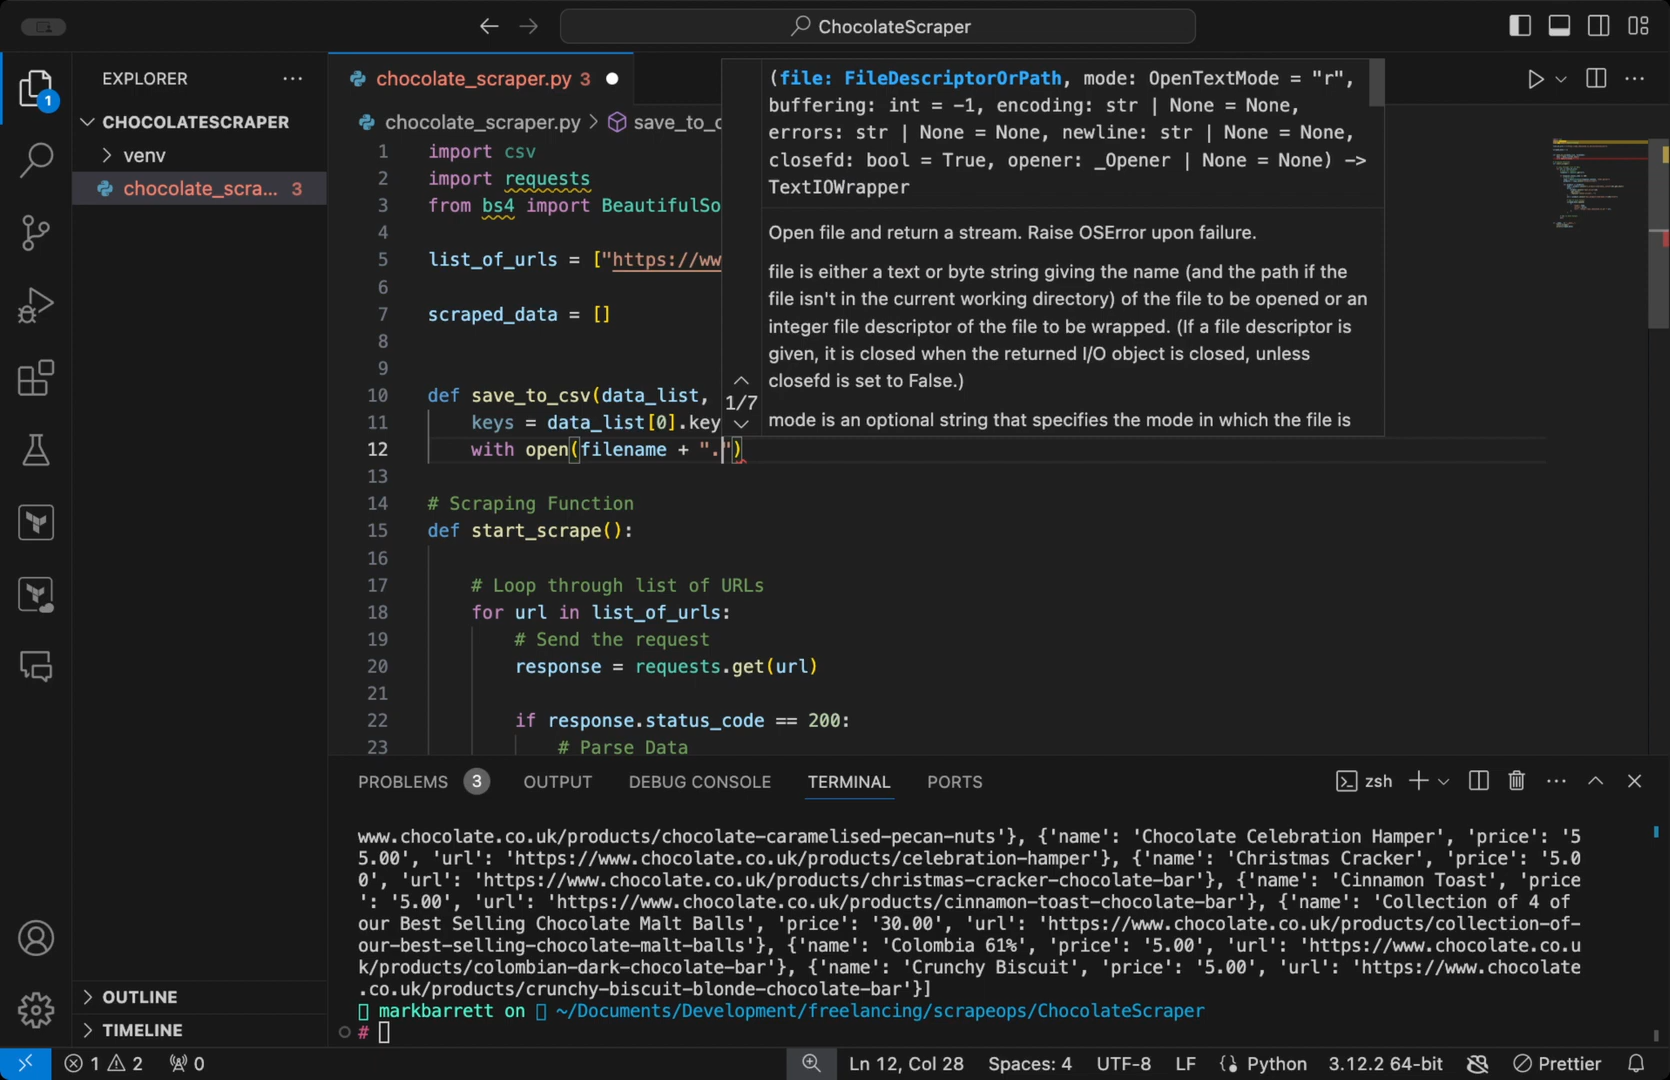 ChocolateScraper
EXPLORER
1
CHOCOLATESCRAPER
venv
chocolate_scra... 3
OUTLINE
TIMELINE
chocolate_scraper.py 3
chocolate_scraper.py > save_to_c
1 import csv
2 import requests
3 from bs4 import BeautifulSo
4
5 list_of_urls = ["https://ww
6
7 scraped_data = []
8
9
10 def save_to_csv(data_list,
11 keys = data_list[0].key
12 with open(filename + ".")
13
14 # Scraping Function
15 def start_scrape():
16
17 # Loop through list of URLs
18 for url in list_of_urls:
19 # Send the request
20 response = requests.get(url)
21
22 if response.status_code == 200:
23 # Parse Data
1/7
(file: FileDescriptorOrPath, mode: OpenTextMode = "r",
buffering: int = -1, encoding: str | None = None,
errors: str | None = None, newline: str | None = None,
closefd: bool = True, opener: _Opener | None = None) ->
TextIOWrapper
Open file and return a stream. Raise OSError upon failure.
file is either a text or byte string giving the name (and the path if the
file isn't in the current working directory) of the file to be opened or an
integer file descriptor of the file to be wrapped. (If a file descriptor is
given, it is closed when the returned I/O object is closed, unless
closefd is set to False.)
mode is an optional string that specifies the mode in which the file is
PROBLEMS 3 OUTPUT DEBUG CONSOLE TERMINAL PORTS zsh
www.chocolate.co.uk/products/chocolate-caramelised-pecan-nuts'}, {'name': 'Chocolate Celebration Hamper', 'price': '5
5.00', 'url': 'https://www.chocolate.co.uk/products/celebration-hamper'}, {'name': 'Christmas Cracker', 'price': '5.0
0', 'url': 'https://www.chocolate.co.uk/products/christmas-cracker-chocolate-bar'}, {'name': 'Cinnamon Toast', 'price
': '5.00', 'url': 'https://www.chocolate.co.uk/products/cinnamon-toast-chocolate-bar'}, {'name': 'Collection of 4 of
our Best Selling Chocolate Malt Balls', 'price': '30.00', 'url': 'https://www.chocolate.co.uk/products/collection-of-
our-best-selling-chocolate-malt-balls'}, {'name': 'Colombia 61%', 'price': '5.00', 'url': 'https://www.chocolate.co.u
k/products/colombian-dark-chocolate-bar'}, {'name': 'Crunchy Biscuit', 'price': '5.00', 'url': 'https://www.chocolate
.co.uk/products/crunchy-biscuit-blonde-chocolate-bar'}]
markbarrett on ~/Documents/Development/freelancing/scrapeops/ChocolateScraper
#
1 2 0 Ln 12, Col 28 Spaces: 4 UTF-8 LF Python 3.12.2 64-bit Prettier